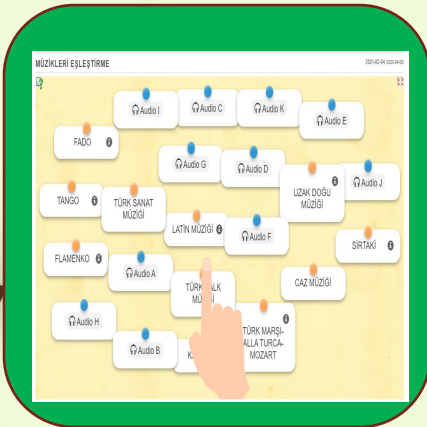 MÜZİKLERİ EŞLEŞTİRME
Audio I
Audio C
Audio K
Audio E
FADO
Audio G
Audio D
UZAK DOĞU
MÜZİĞİ
Audio J
TANGO
TÜRK SANAT
MÜZİĞİ
LATİN MÜZİĞİ
Audio F
SİRTAKİ
FLAMENKO
Audio A
CAZ MÜZİĞİ
TÜRK
Audio H
TÜRK MARŞI-
ALLA TURCA-
MOZART
Audio B